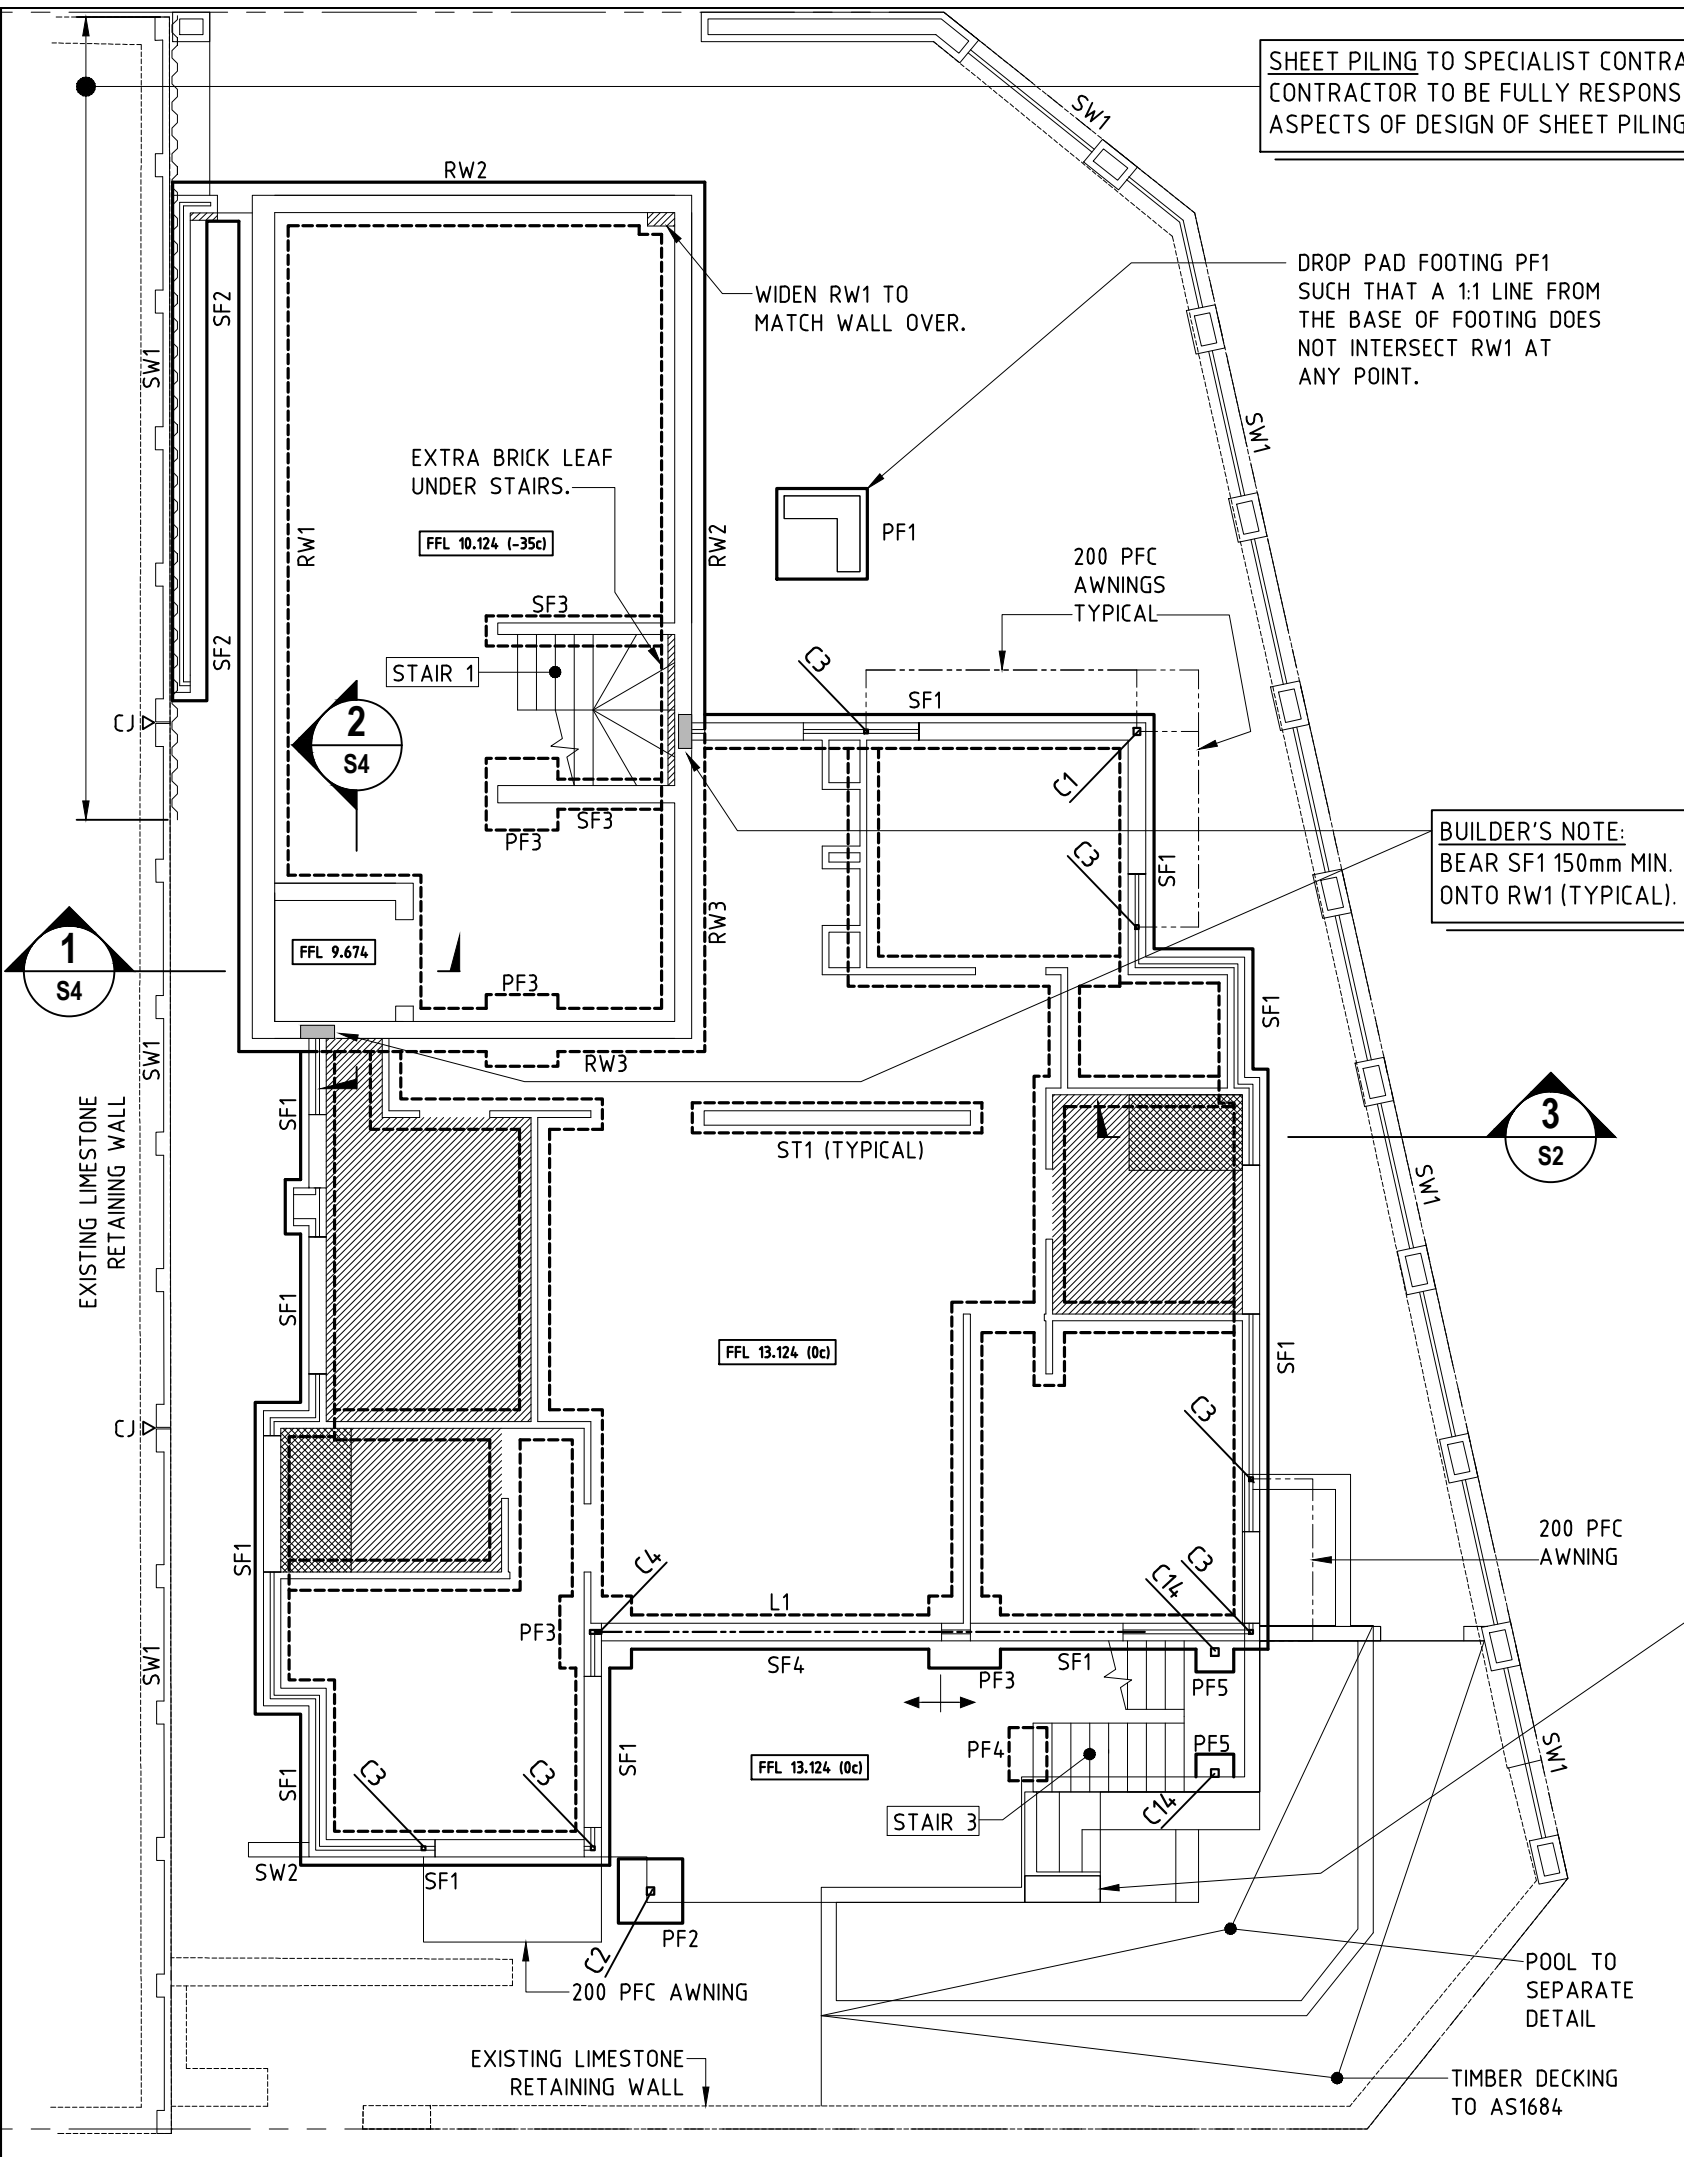 SHEET PILING TO SPECIALIST
CONTRACTOR TO BE FULLY
ASPECTS OF DESIGN OF SHEET PILING
SW1
RW2
DROP PAD FOOTING PF1
SUCH THAT A 1:1 LINE FROM
THE BASE OF FOOTING DOES
NOT INTERSECT RW1 AT
ANY POINT.
WIDEN RW1 TO
MATCH WALL OVER.
SF2
SW1
SW1
EXTRA BRICK LEAF
UNDER STAIRS.
FFL 10.124 (-35c)
RW1
RW2
PF1
200 PFC
AWNINGS
TYPICAL
SF3
SF2
STAIR 1
C3
SF1
CJ
2
S4
C1
SF3
PF3
C3
SF1
BUILDER'S NOTE:
BEAR SF1 150mm MIN.
ONTO RW1 (TYPICAL).
RW3
1
S4
FFL 9.674
PF3
SF1
SW1
RW3
SF1
EXISTING LIMESTONE
RETAINING WALL
ST1 (TYPICAL)
3
S2
SW1
SF1
FFL 13.124 (0c)
SF1
CJ
C3
SF1
C4
C14
C3
200 PFC
AWNING
L1
PF3
SF4
SF1
PF3
PF5
SW1
PF4
PF5
SW1
SF1
SF1
FFL 13.124 (0c)
C3
C3
STAIR 3
C14
SW2
SF1
PF2
C2
200 PFC AWNING
POOL TO
SEPARATE
DETAIL
EXISTING LIMESTONE
RETAINING WALL
TIMBER DECKING
TO AS1684